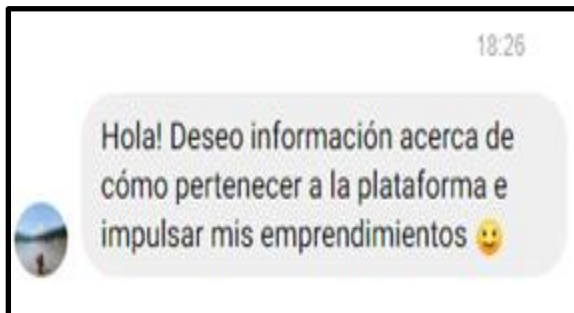 18:26
Hola! Deseo información acerca de
cómo pertenecer a la plataforma e
impulsar mis emprendimientos 🙂